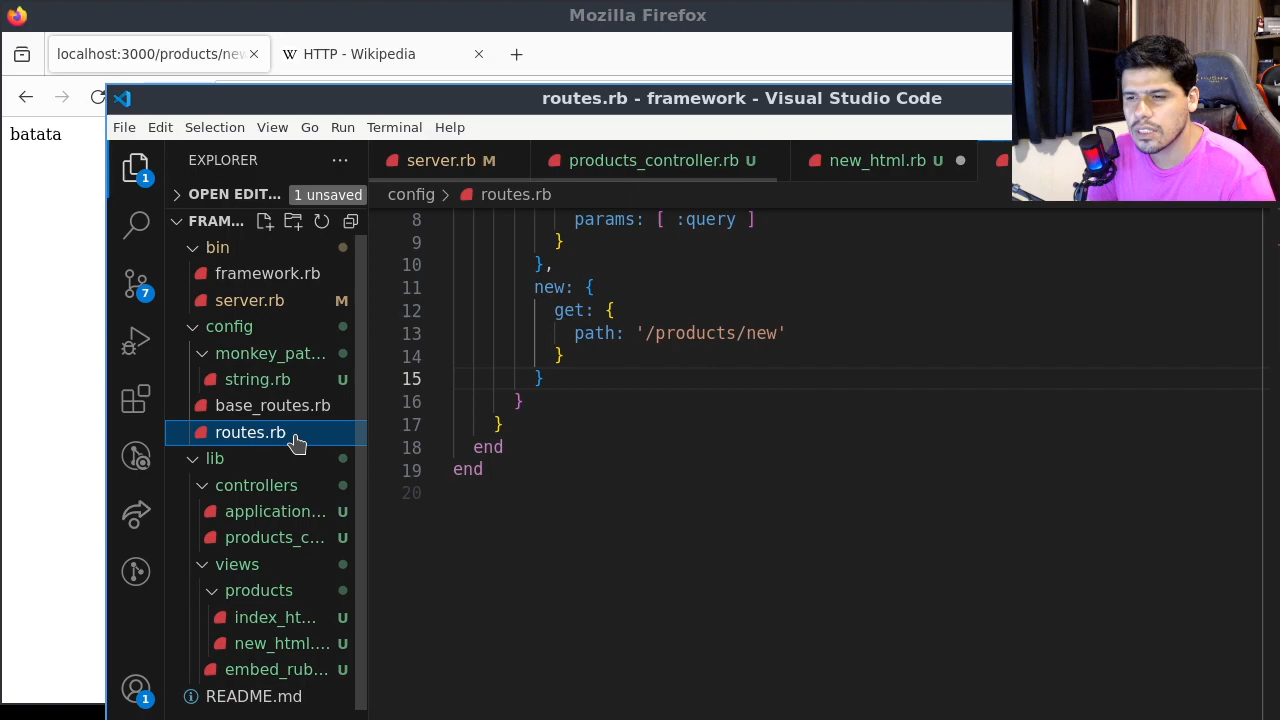 Mozilla Firefox
localhost:3000/products/new
W HTTP - Wikipedia
batata
routes.rb - framework - Visual Studio Code
File Edit Selection View Go Run Terminal Help
EXPLORER
server.rb M
products_controller.rb U
new_html.rb U
OPEN EDIT... 1 unsaved
config > routes.rb
FRAM...
bin
framework.rb
server.rb M
config
monkey_pat...
string.rb U
base_routes.rb
routes.rb
lib
controllers
application... U
products_c... U
views
products
index_ht... U
new_html.... U
embed_rub... U
README.md
1
7
1
8 params: [ :query ]
9 }
10 },
11 new: {
12 get: {
13 path: '/products/new'
14 }
15 }
16 }
17 }
18 end
19 end
20